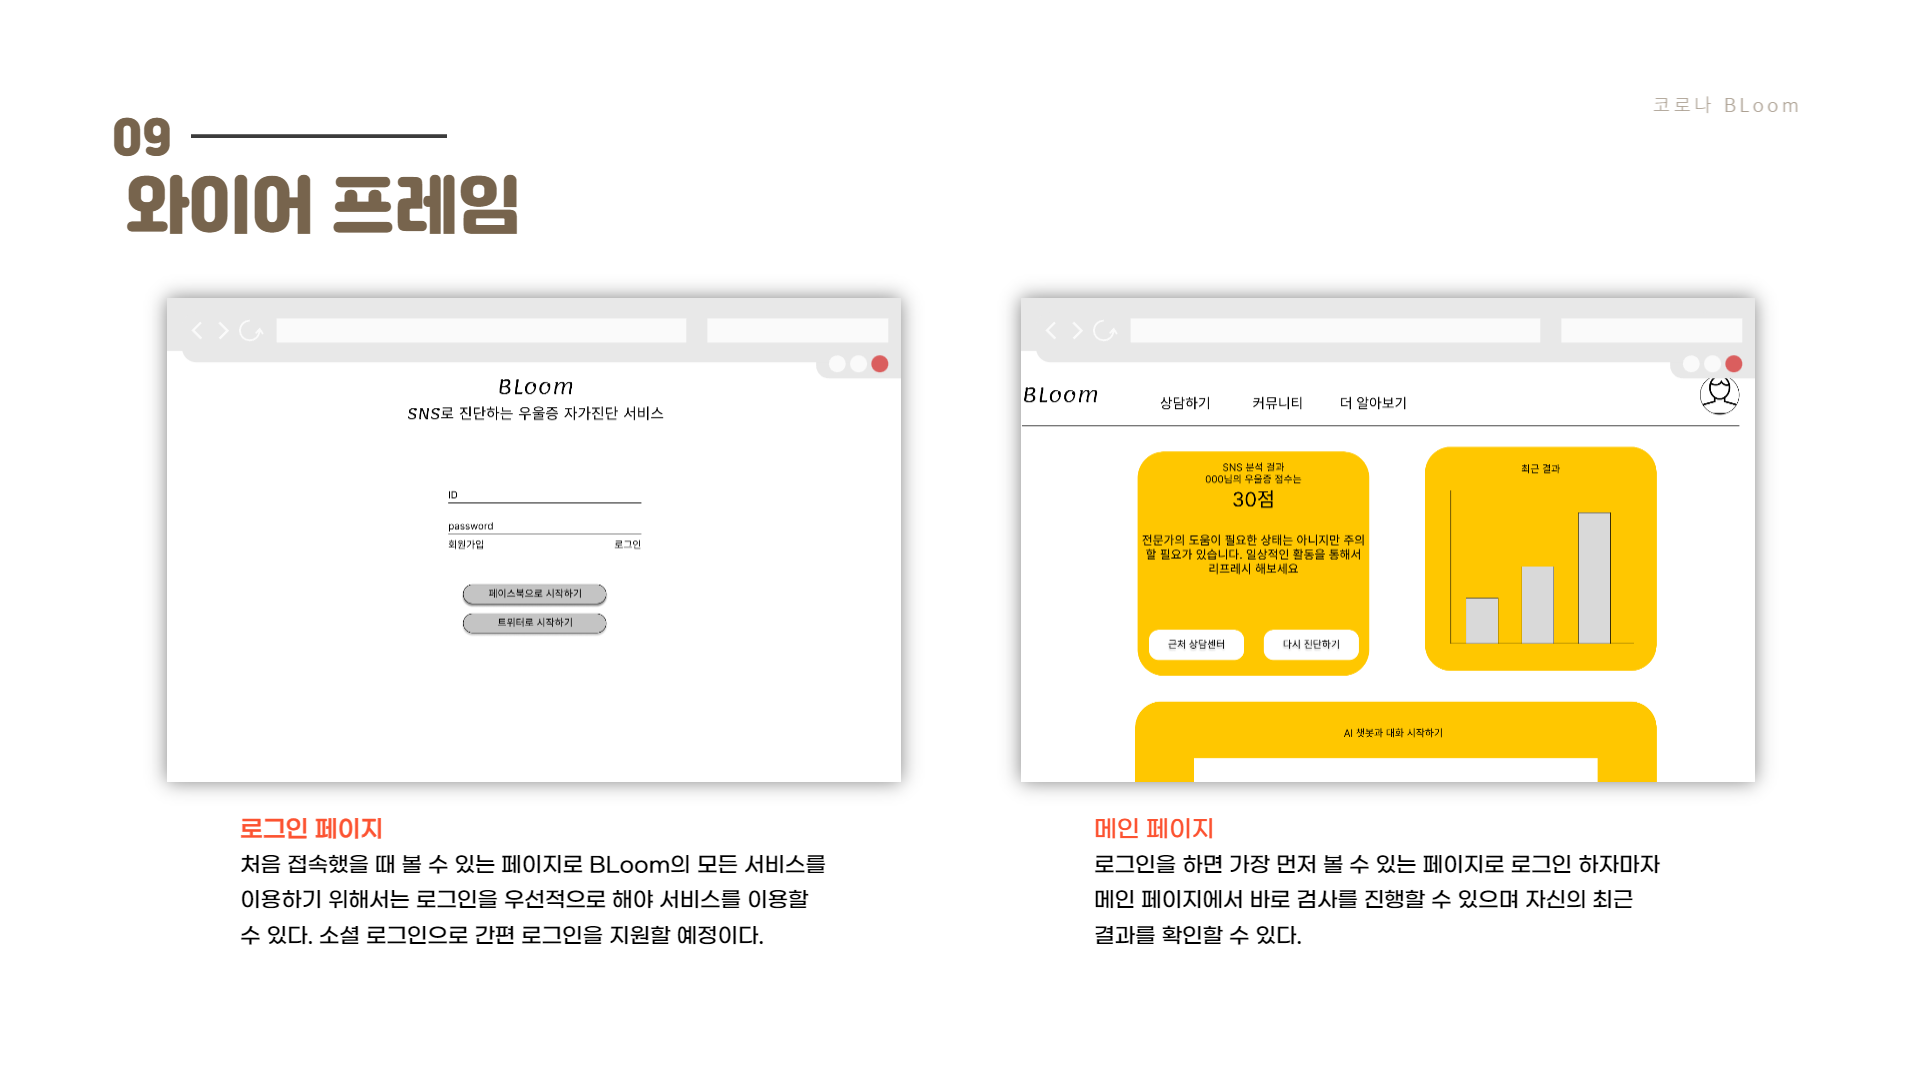 코로나 BLoom
09
와이어 프레임
BLoom
SNS로 진단하는 우울증 자가진단 서비스
ID
password
회원가입 로그인
페이스북으로 시작하기
트위터로 시작하기
로그인 페이지
처음 접속했을 때 볼 수 있는 페이지로 BLoom의 모든 서비스를
이용하기 위해서는 로그인을 우선적으로 해야 서비스를 이용할
수 있다. 소셜 로그인으로 간편 로그인을 지원할 예정이다.
BLoom
상담하기 커뮤니티 더 알아보기
SNS 분석 결과
000님의 우울증 점수는
30점
전문가의 도움이 필요한 상태는 아니지만 주의
할 필요가 있습니다. 일상적인 활동을 통해서
리프레시 해보세요
근처 상담센터 다시 진단하기
최근 결과
AI 챗봇과 대화 시작하기
메인 페이지
로그인을 하면 가장 먼저 볼 수 있는 페이지로 로그인 하자마자
메인 페이지에서 바로 검사를 진행할 수 있으며 자신의 최근
결과를 확인할 수 있다.